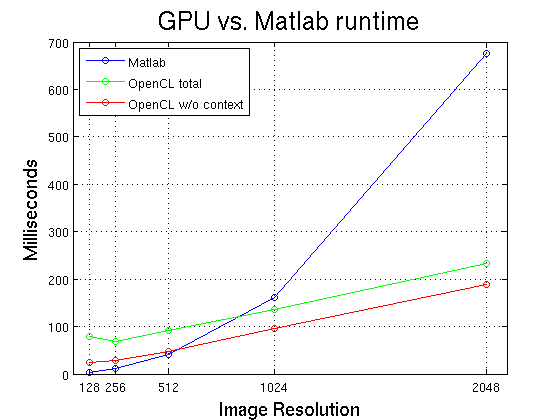 GPU vs. Matlab runtime
700
600
500
400
300
200
100
0
Milliseconds
Matlab
OpenCL total
OpenCL w/o context
128 256 512 1024 2048
Image Resolution